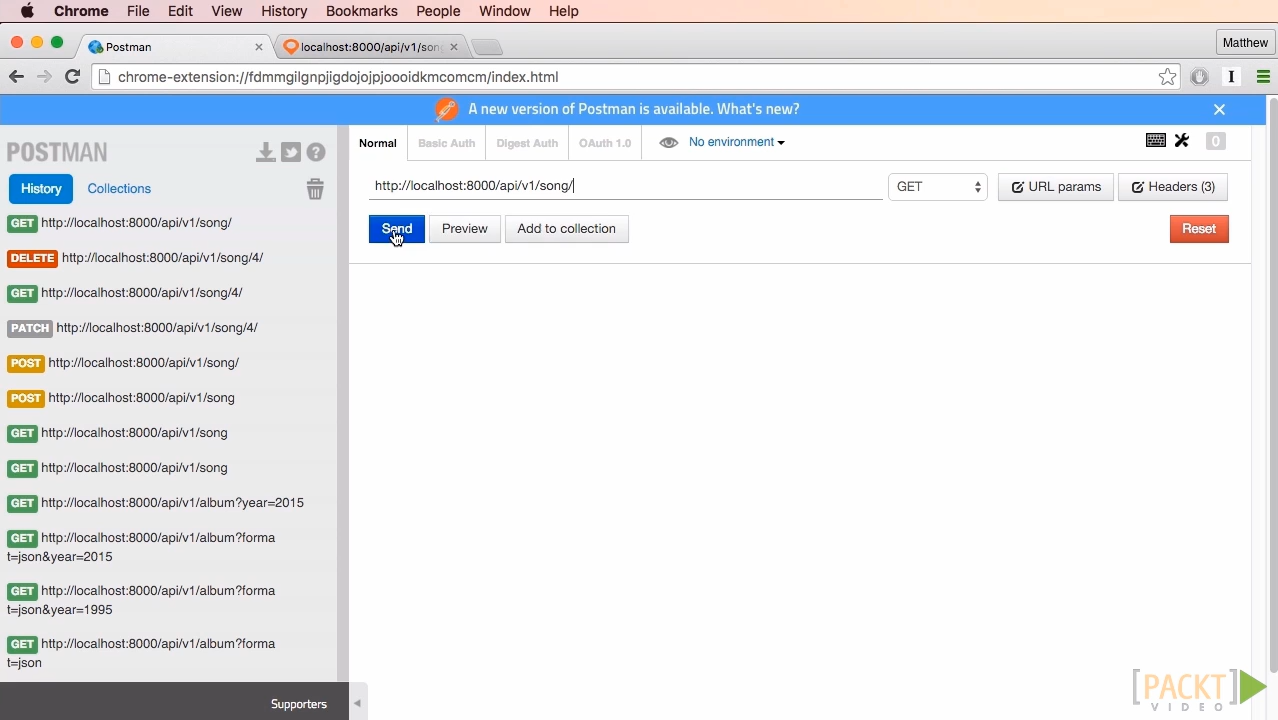 Chrome File Edit View History Bookmarks People Window Help
Postman
localhost:8000/api/v1/son
Matthew
chrome-extension://fdmmgilgnpjigdojojpjoooidkmcomcm/index.html
A new version of Postman is available. What's new?
POSTMAN
Normal Basic Auth Digest Auth OAuth 1.0 No environment 0
History Collections
http://localhost:8000/api/v1/song/ GET URL params Headers (3)
Send Preview Add to collection Reset
GET http://localhost:8000/api/v1/song/
DELETE http://localhost:8000/api/v1/song/4/
GET http://localhost:8000/api/v1/song/4/
PATCH http://localhost:8000/api/v1/song/4/
POST http://localhost:8000/api/v1/song/
POST http://localhost:8000/api/v1/song
GET http://localhost:8000/api/v1/song
GET http://localhost:8000/api/v1/song
GET http://localhost:8000/api/v1/album?year=2015
GET http://localhost:8000/api/v1/album?forma
t=json&year=2015
GET http://localhost:8000/api/v1/album?forma
t=json&year=1995
GET http://localhost:8000/api/v1/album?forma
t=json
Supporters
[PACKT]
VIDEO